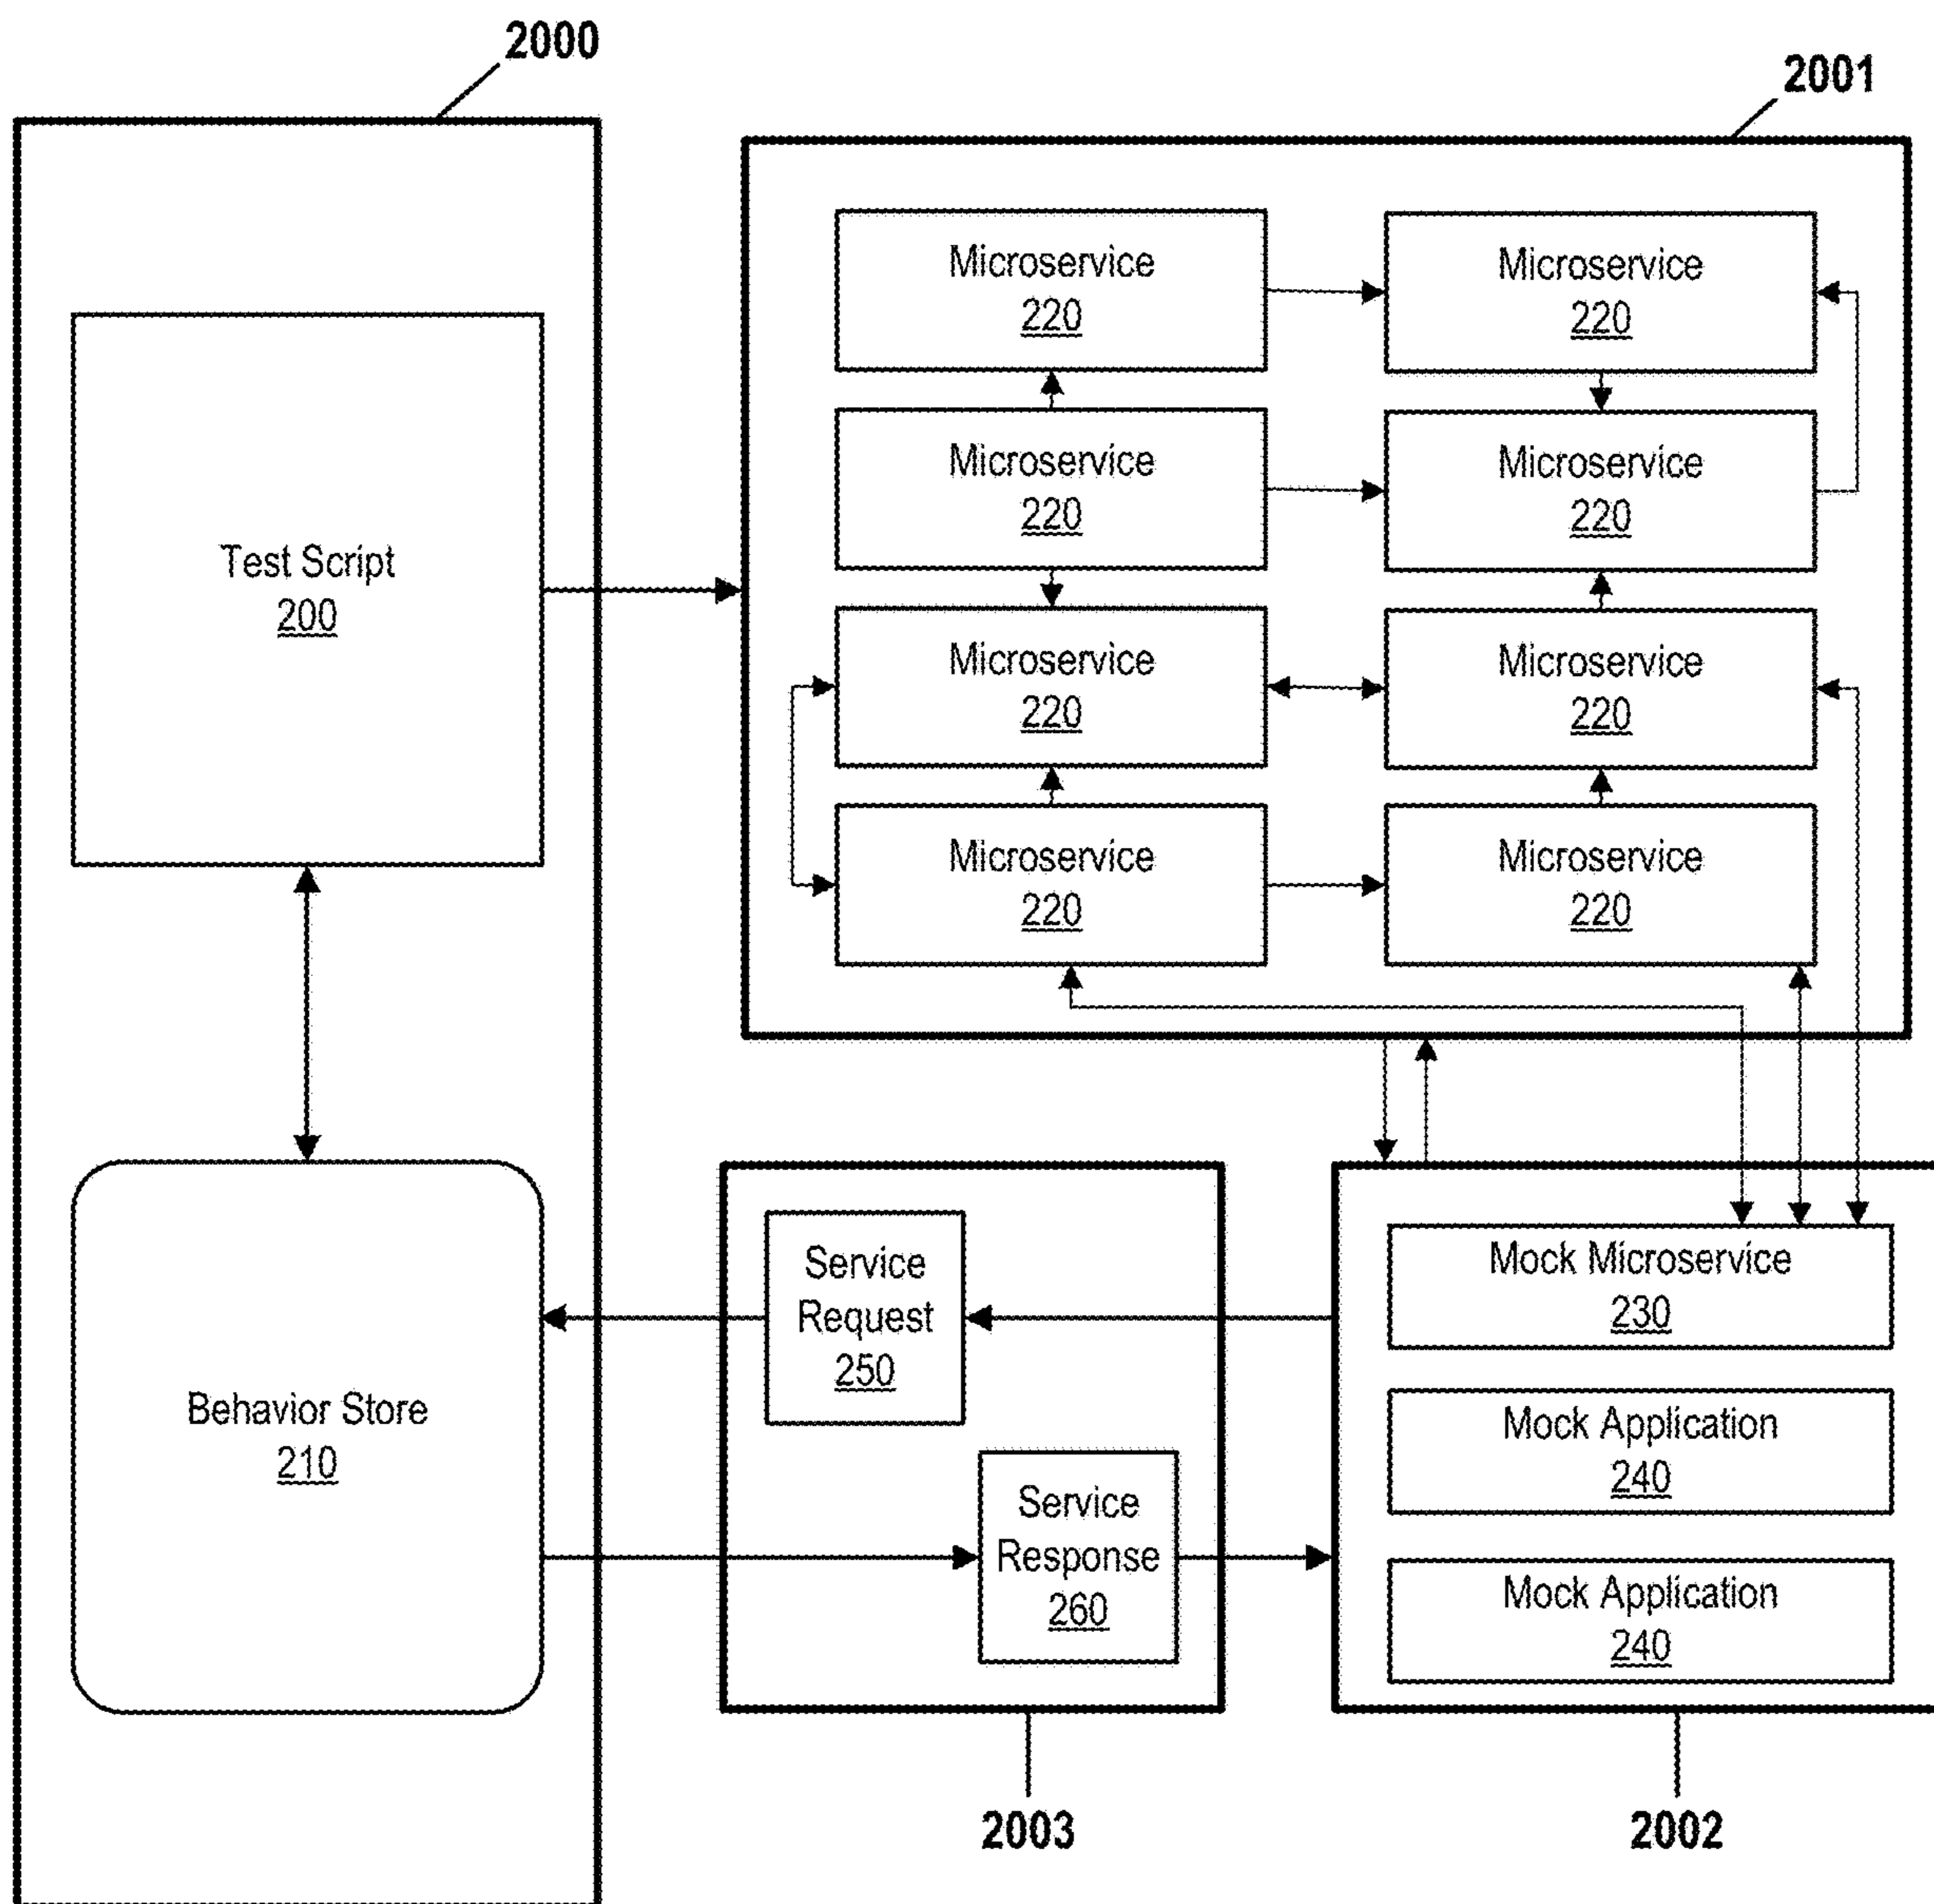 2000
2001
Microservice
220
Microservice
220
Microservice
220
Microservice
220
Test Script
200
Microservice
220
Microservice
220
Microservice
220
Microservice
220
Service
Request
250
Mock Microservice
230
Behavior Store
210
Mock Application
240
Service
Response
260
Mock Application
240
2003
2002